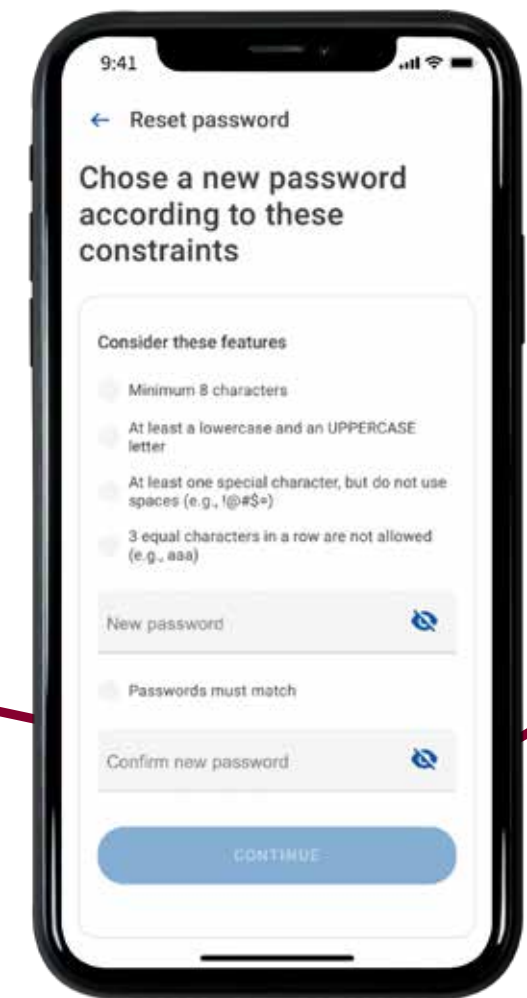 9:41
← Reset password
Chose a new password
according to these
constraints
Consider these features
Minimum 8 characters
At least a lowercase and an UPPERCASE
letter
At least one special character, but do not use
spaces (e.g., !@#$=)
3 equal characters in a row are not allowed
(e.g., aaa)
New password
Passwords must match
Confirm new password
CONTINUE